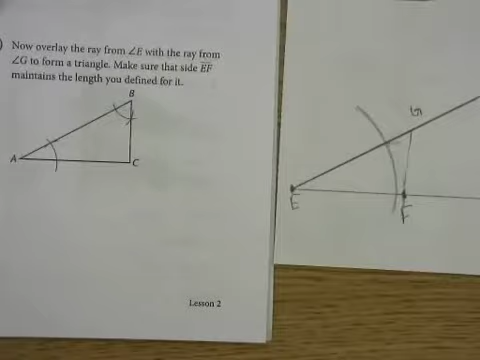 ) Now overlay the ray from ∠E with the ray from
∠G to form a triangle. Make sure that side EF
maintains the length you defined for it.
B
A
C
Lesson 2
G
E
F